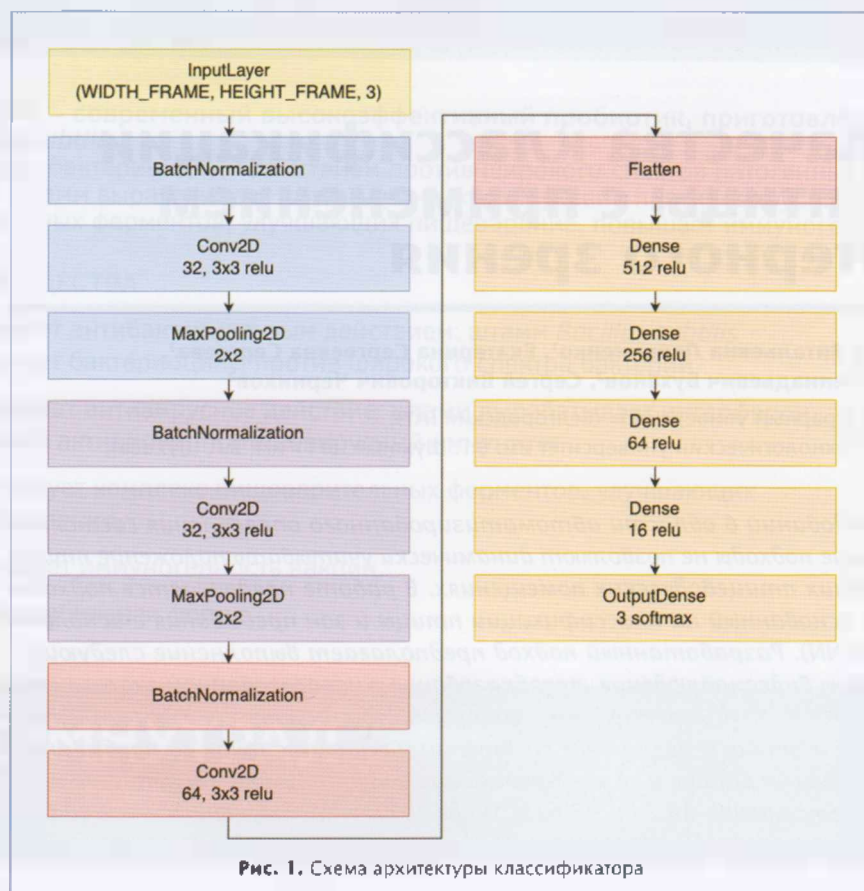 InputLayer
(WIDTH_FRAME, HEIGHT_FRAME, 3)
BatchNormalization
Conv2D
32, 3x3 relu
MaxPooling2D
2x2
BatchNormalization
Conv2D
32, 3x3 relu
MaxPooling2D
2x2
BatchNormalization
Conv2D
64, 3x3 relu
Flatten
Dense
512 relu
Dense
256 relu
Dense
64 relu
Dense
16 relu
OutputDense
3 softmax
Рис. 1. Схема архитектуры классификатора